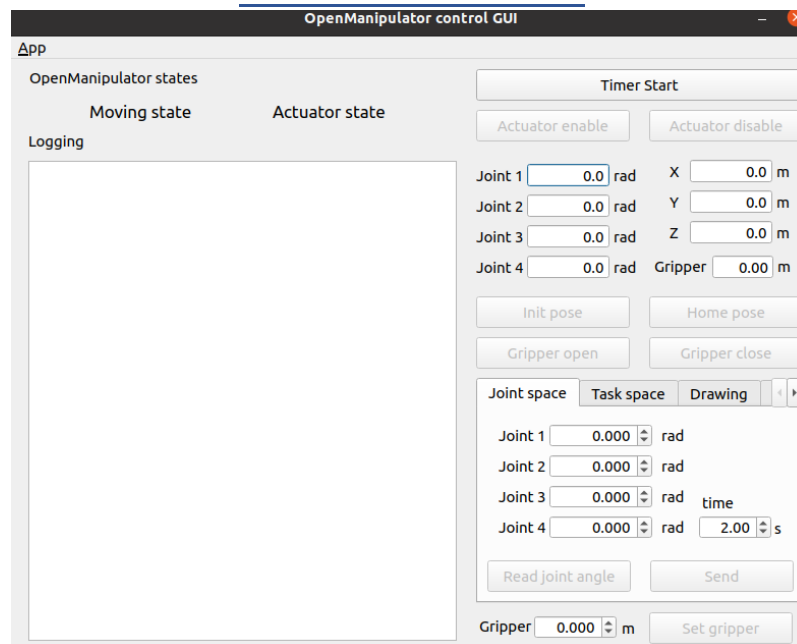 OpenManipulator control GUI
App
OpenManipulator states
Moving state Actuator state
Logging
Timer Start
Actuator enable Actuator disable
Joint 1 0.0 rad X 0.0 m
Joint 2 0.0 rad Y 0.0 m
Joint 3 0.0 rad Z 0.0 m
Joint 4 0.0 rad Gripper 0.00 m
Init pose Home pose
Gripper open Gripper close
Joint space Task space Drawing
Joint 1 0.000 rad
Joint 2 0.000 rad
Joint 3 0.000 rad time
Joint 4 0.000 rad 2.00 s
Read joint angle Send
Gripper 0.000 m Set gripper